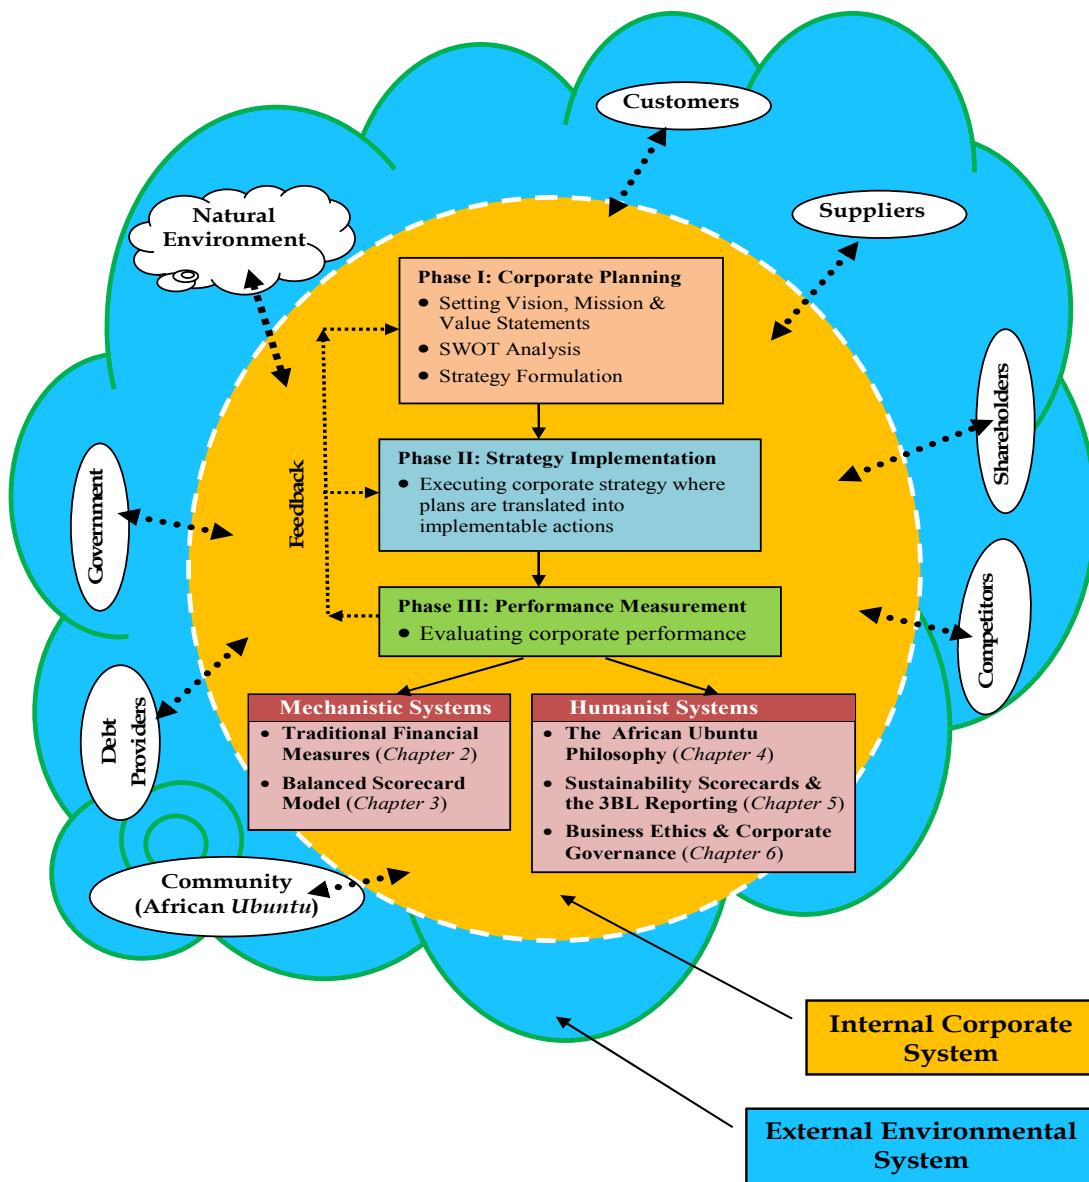 Customers
Suppliers
Natural
Environment
Phase I: Corporate Planning
● Setting Vision, Mission &
Value Statements
● SWOT Analysis
● Strategy Formulation
Shareholders
Phase II: Strategy Implementation
● Executing corporate strategy where
plans are translated into
implementable actions
Feedback
Government
Phase III: Performance Measurement
● Evaluating corporate performance
Competitors
Debt
Providers
Mechanistic Systems
● Traditional Financial
Measures (Chapter 2)
● Balanced Scorecard
Model (Chapter 3)
Humanist Systems
● The African Ubuntu
Philosophy (Chapter 4)
● Sustainability Scorecards &
the 3BL Reporting (Chapter 5)
● Business Ethics & Corporate
Governance (Chapter 6)
Community
(African Ubuntu)
Internal Corporate
System
External Environmental
System